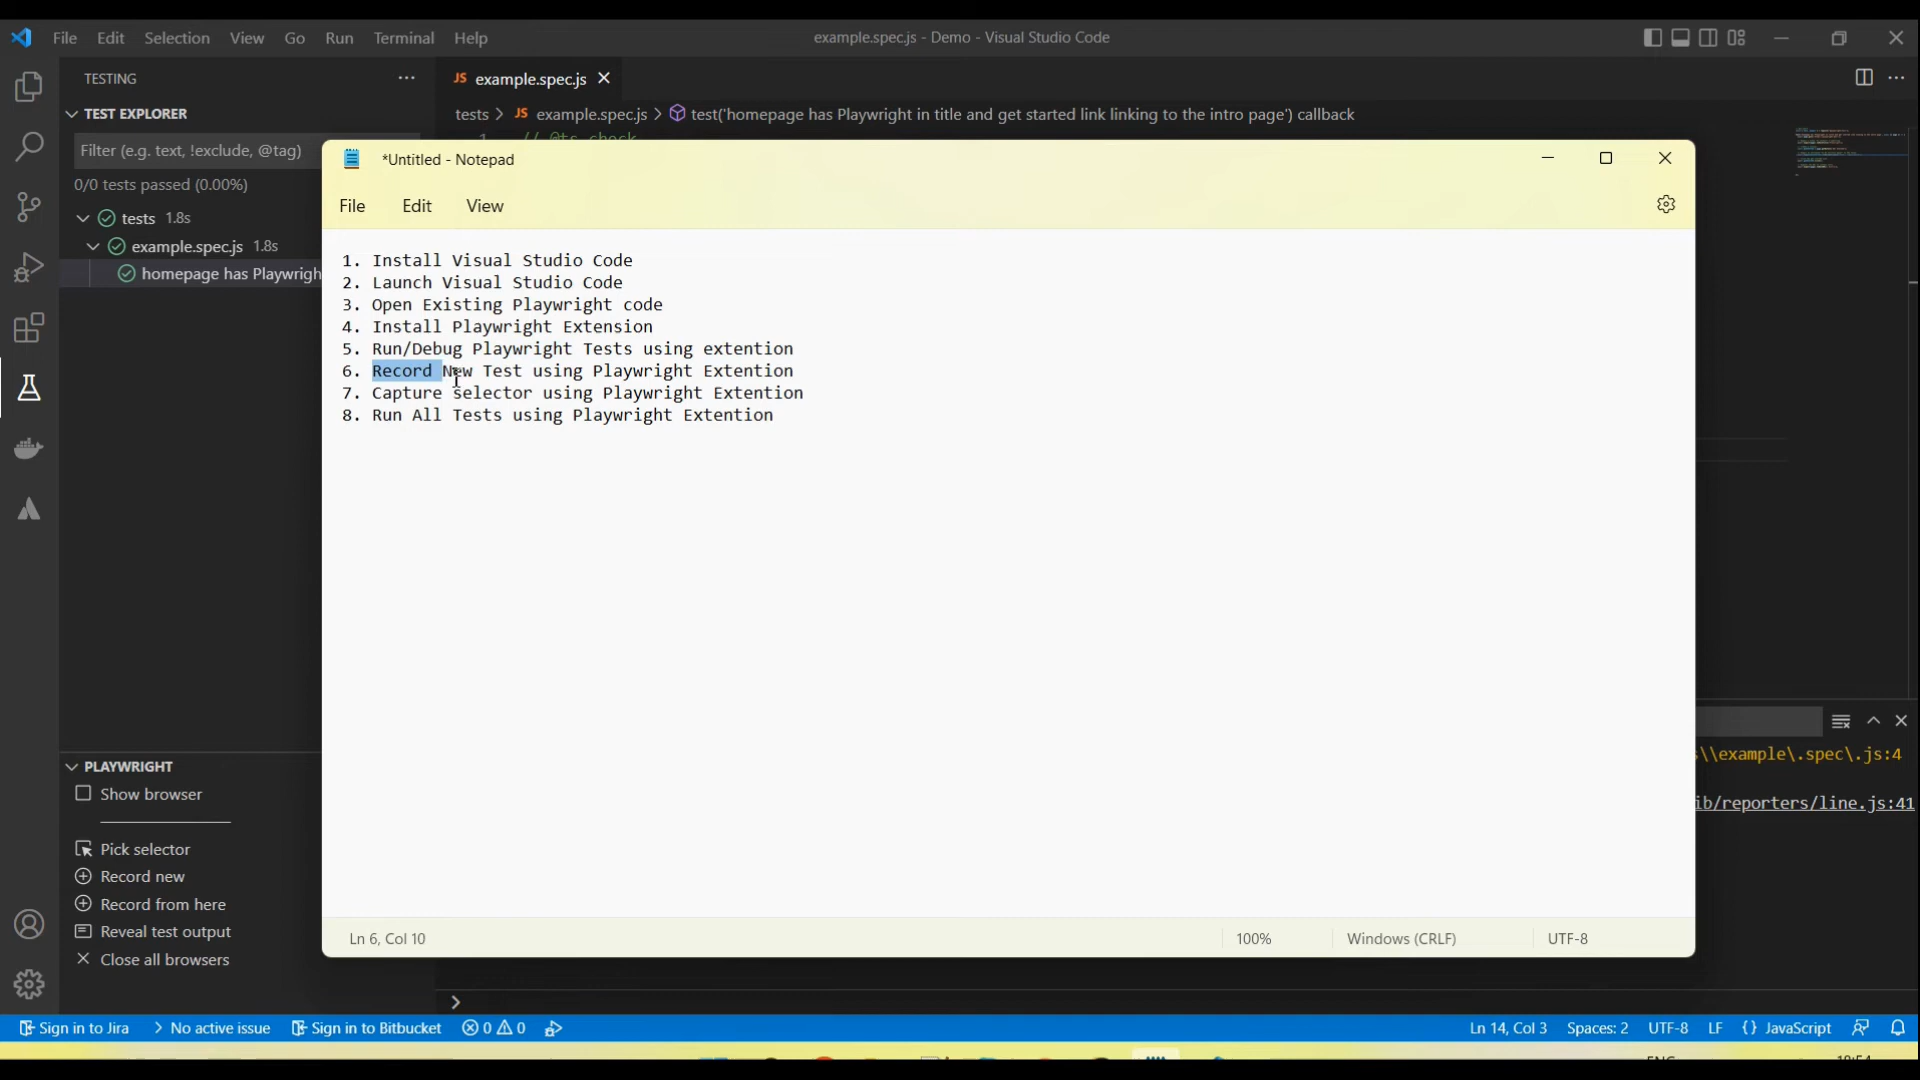 File Edit Selection View Go Run Terminal Help
example.spec.js - Demo - Visual Studio Code
TESTING
JS example.spec.js
TEST EXPLORER
tests > JS example.spec.js > test('homepage has Playwright in title and get started link linking to the intro page') callback
1 // @ts-check
Filter (e.g. text, !exclude, @tag)
0/0 tests passed (0.00%)
tests 1.8s
example.spec.js 1.8s
homepage has Playwrigh
*Untitled - Notepad
File Edit View
1. Install Visual Studio Code
2. Launch Visual Studio Code
3. Open Existing Playwright code
4. Install Playwright Extension
5. Run/Debug Playwright Tests using extention
6. Record New Test using Playwright Extention
7. Capture selector using Playwright Extention
8. Run All Tests using Playwright Extention
Ln 6, Col 10
100%
Windows (CRLF)
UTF-8
\\example\.spec\.js:4
ib/reporters/line.js:41
PLAYWRIGHT
Show browser
Pick selector
Record new
Record from here
Reveal test output
Close all browsers
Sign in to Jira
No active issue
Sign in to Bitbucket
0 0
Ln 14, Col 3
Spaces: 2
UTF-8
LF
{} JavaScript